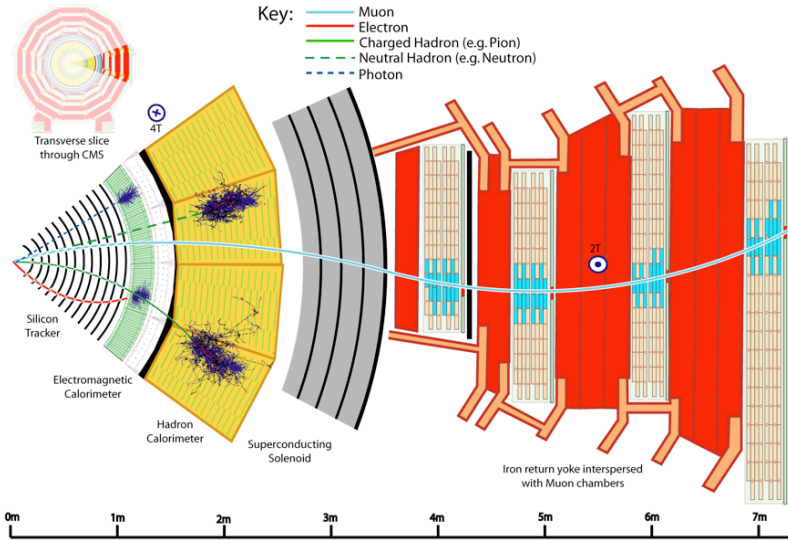 Key:
Muon
Electron
Charged Hadron (e.g. Pion)
Neutral Hadron (e.g. Neutron)
Photon
Transverse slice
through CMS
4T
2T
Silicon
Tracker
Electromagnetic
Calorimeter
Hadron
Calorimeter
Superconducting
Solenoid
Iron return yoke interspersed
with Muon chambers
0m 1m 2m 3m 4m 5m 6m 7m